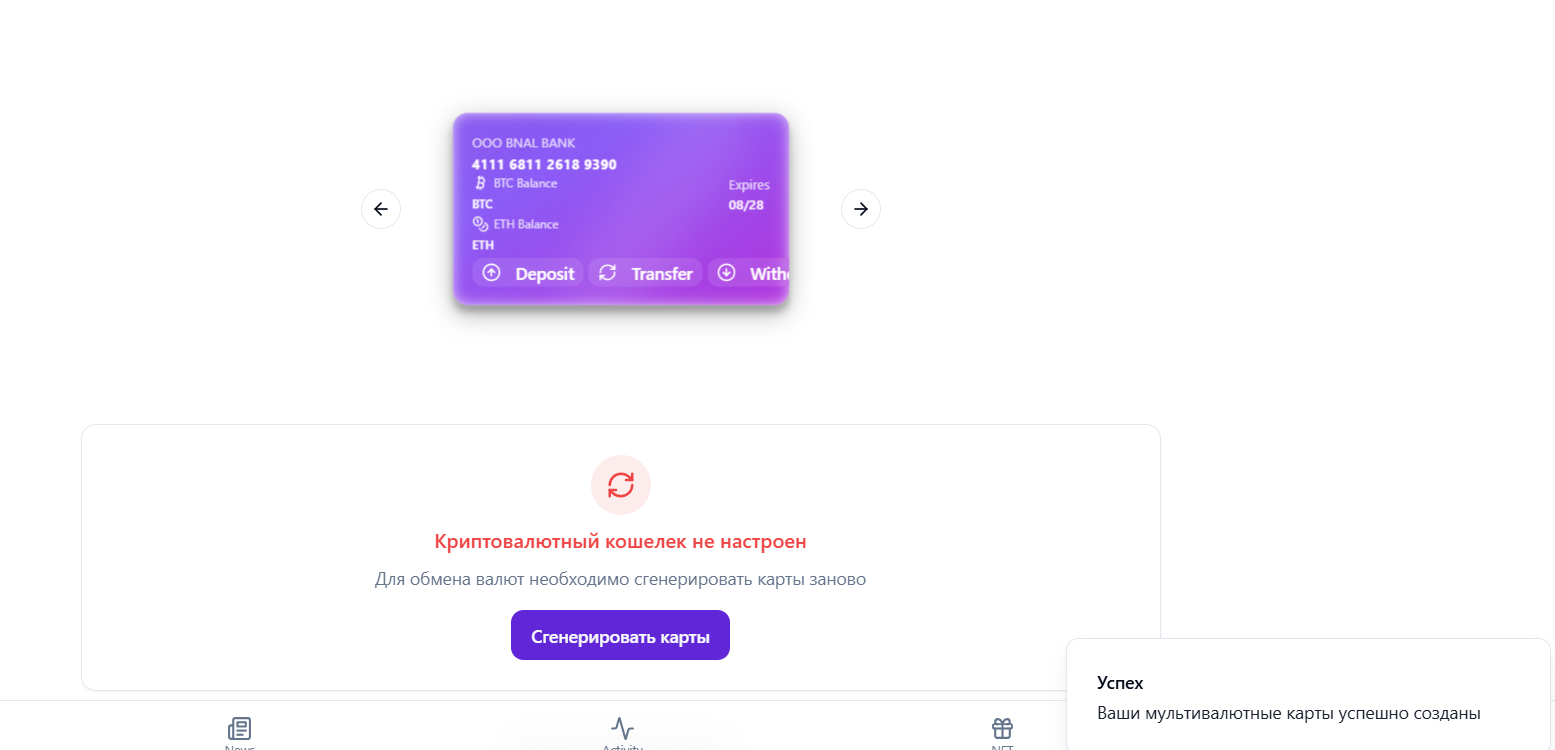 OOO BNAL BANK
4111 6811 2618 9390
BTC Balance
Expires
BTC
08/28
ETH Balance
ETH
Deposit
Transfer
Криптовалютный кошелек не настроен
Для обмена валют необходимо сгенерировать карты заново
Сгенерировать карты
Успех
Ваши мультивалютные карты успешно созданы
News
Activity
NFT